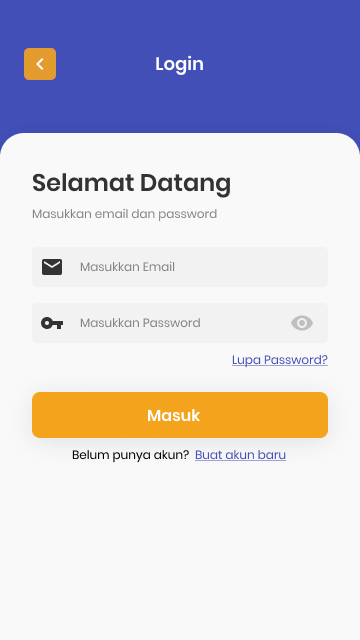 Login
Selamat Datang
Masukkan email dan password
Masukkan Email
Masukkan Password
Lupa Password?
Masuk
Belum punya akun? Buat akun baru